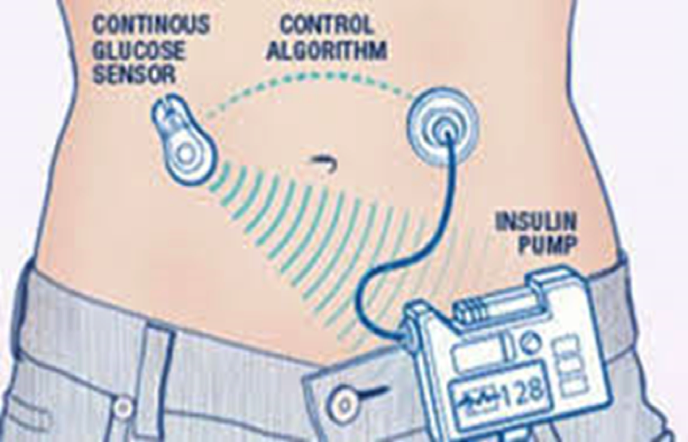 CONTINOUS
GLUCOSE
SENSOR
CONTROL
ALGORITHM
INSULIN
PUMP
128